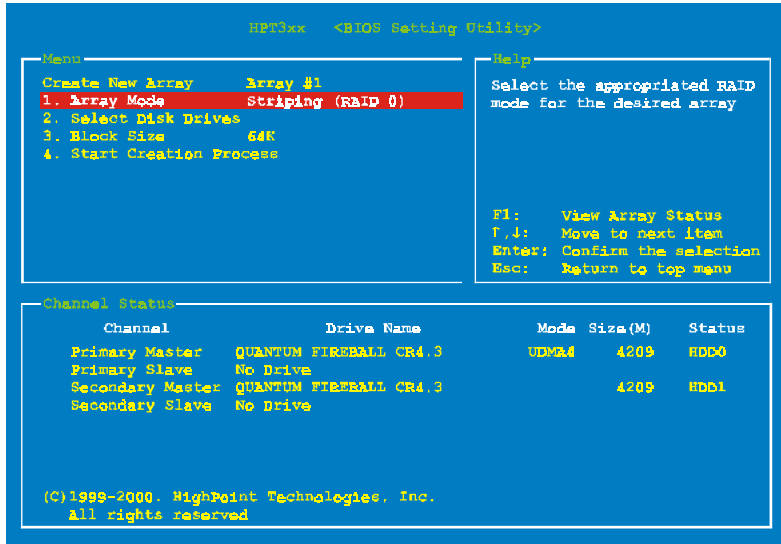 HPT3xx <BIOS Setting Utility>
Menu
Create New Array Array #1
1. Array Mode Striping (RAID 0)
2. Select Disk Drives
3. Block Size 64K
4. Start Creation Process
Help
Select the appropriated RAID
mode for the desired array
F1: View Array Status
↑,↓: Move to next item
Enter: Confirm the selection
Esc: Return to top menu
Channel Status
Channel Drive Name Mode Size(M) Status
Primary Master QUANTUM FIREBALL CR4.3 UDMA4 4209 HDD0
Primary Slave No Drive
Secondary Master QUANTUM FIREBALL CR4.3 4209 HDD1
Secondary Slave No Drive
(C)1999-2000. HighPoint Technologies, Inc.
All rights reserved